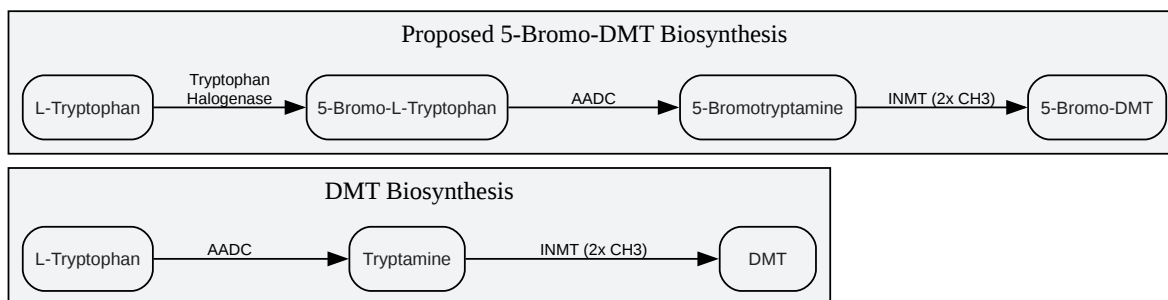 Proposed 5-Bromo-DMT Biosynthesis
L-Tryptophan
Tryptophan
Halogenase
5-Bromo-L-Tryptophan
AADC
5-Bromotryptamine
INMT (2x CH3)
5-Bromo-DMT
DMT Biosynthesis
L-Tryptophan
AADC
Tryptamine
INMT (2x CH3)
DMT